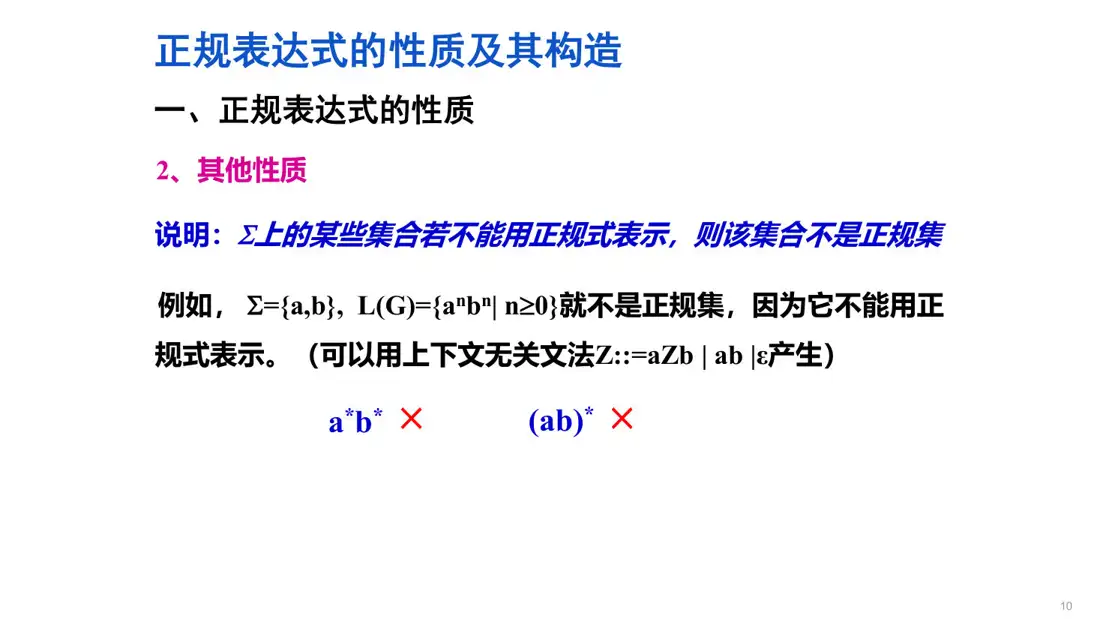 正规表达式的性质及其构造
一、正规表达式的性质
2、其他性质
说明：Σ上的某些集合若不能用正规式表示，则该集合不是正规集
例如， Σ={a,b}, L(G)={aⁿbⁿ| n≥0}就不是正规集，因为它不能用正
规式表示。（可以用上下文无关文法Z::=aZb | ab |ε产生）
a*b* × (ab)* ×
10